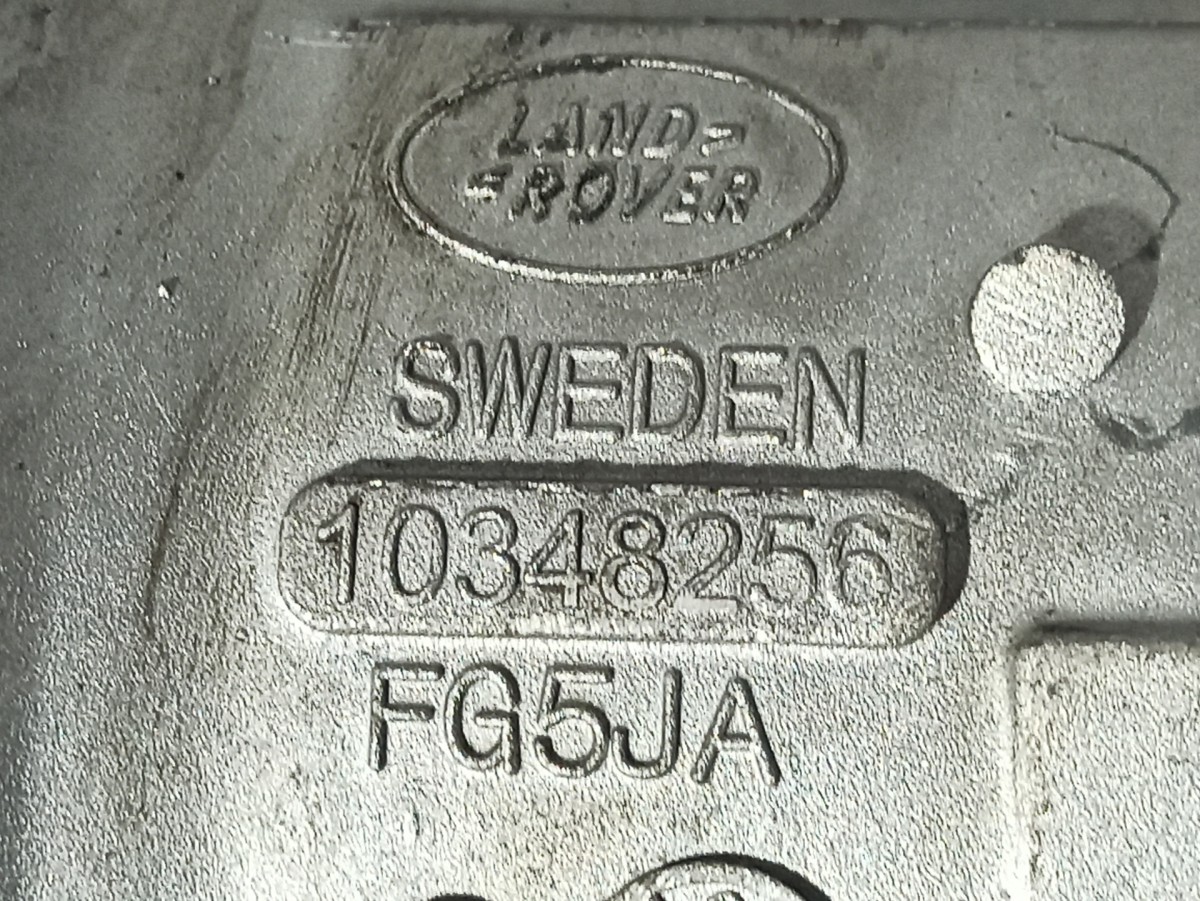 LAND-
-ROVER
SWEDEN
10348256
FG5JA